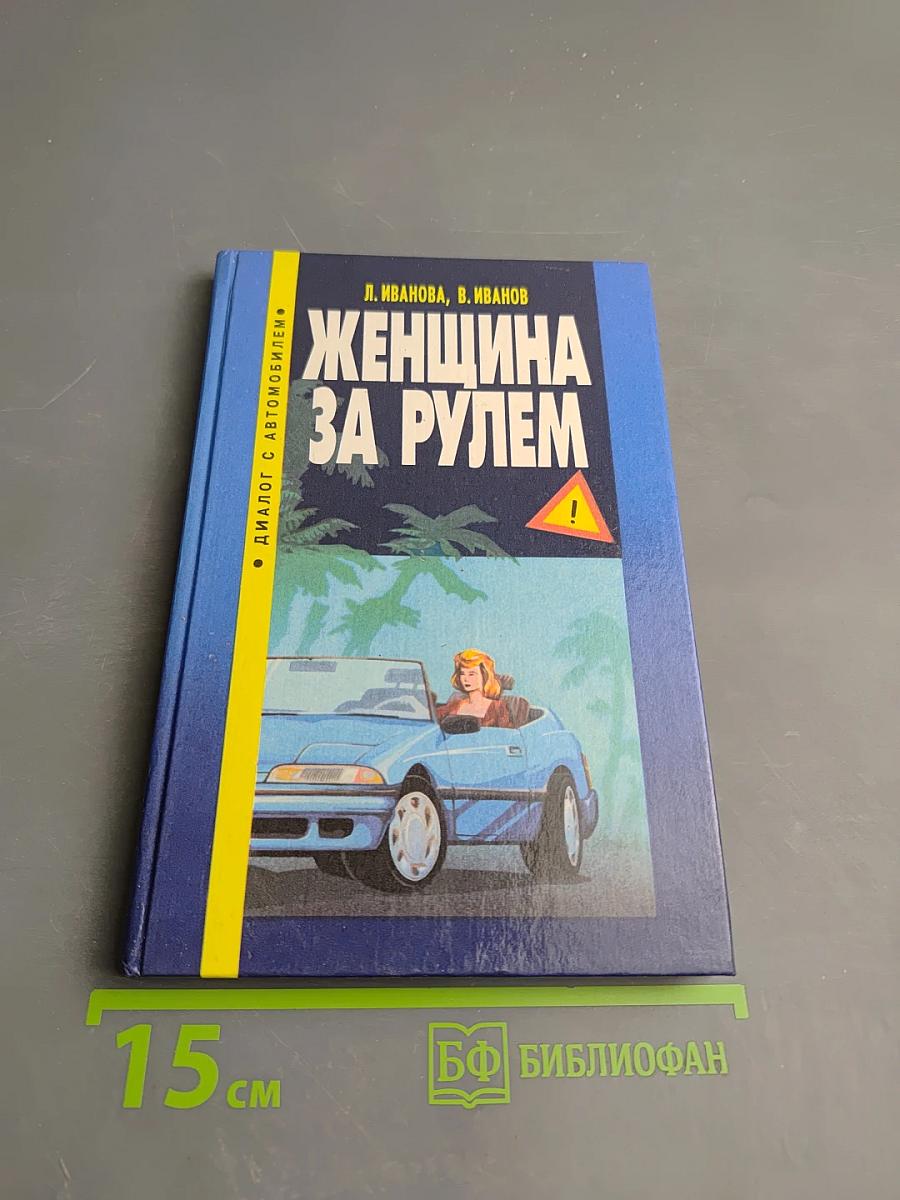 Л. ИВАНОВА, В. ИВАНОВ
ЖЕНЩИНА
ЗА РУЛЕМ
!
• ДИАЛОГ С АВТОМОБИЛЕМ •
15 см
БФ БИБЛИОФАН